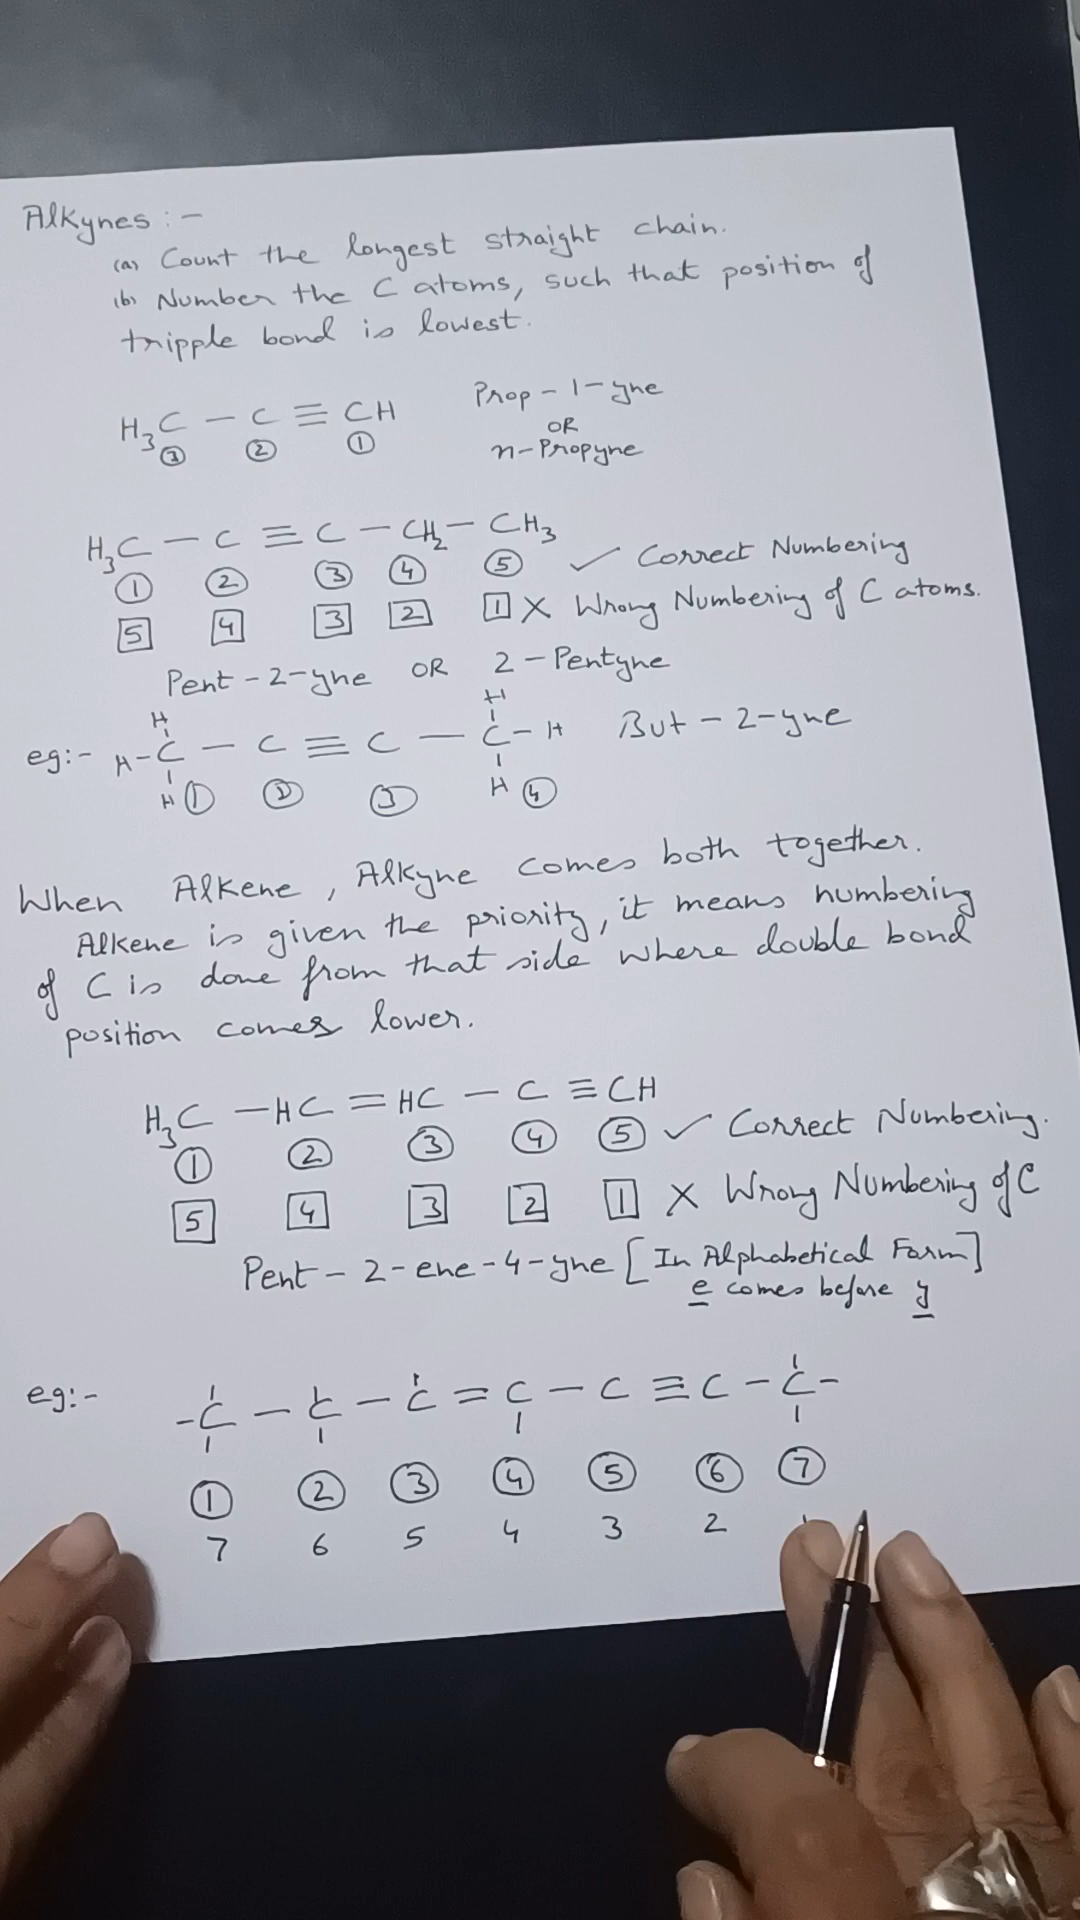 Alkynes :-
(a) Count the longest straight chain.
(b) Number the C atoms, such that position of
tripple bond is lowest.
H3C - C ≡ CH Prop-1-yne
③ ② ① OR
n-Propyne
H3C - C ≡ C - CH2 - CH3
① ② ③ ④ ⑤ ✓ Correct Numbering
5 4 3 2 1 X Wrong Numbering of C atoms.
Pent-2-yne OR 2-Pentyne
H H
eg:- H-C - C ≡ C - C-H But-2-yne
H ① ② ③ H ④
When Alkene, Alkyne comes both together.
Alkene is given the priority, it means numbering
of C is done from that side where double bond
position comes lower.
H3C - HC = HC - C ≡ CH
① ② ③ ④ ⑤ ✓ Correct Numbering.
5 4 3 2 1 X Wrong Numbering of C
Pent-2-ene-4-yne [In Alphabetical Form]
e comes before y
eg:- -C - C - C = C - C ≡ C - C-
① ② ③ ④ ⑤ ⑥ ⑦
7 6 5 4 3 2